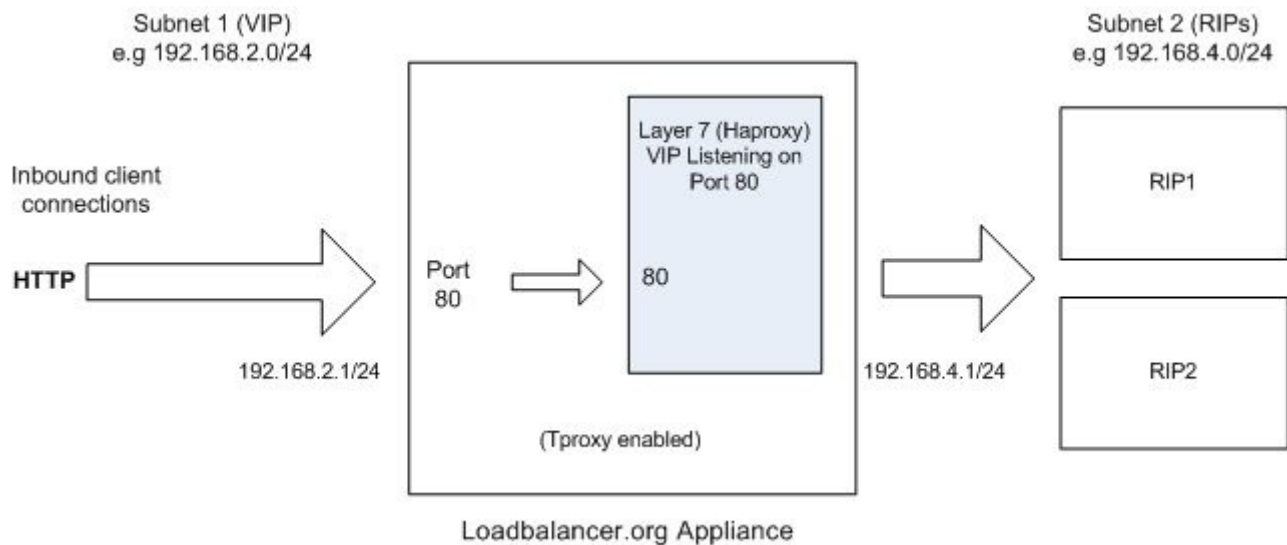 Subnet 1 (VIP)
e.g 192.168.2.0/24
Subnet 2 (RIPs)
e.g 192.168.4.0/24
Inbound client
connections
HTTP
192.168.2.1/24
Port
80
Layer 7 (Haproxy)
VIP Listening on
Port 80
80
(Tproxy enabled)
Loadbalancer.org Appliance
192.168.4.1/24
RIP1
RIP2